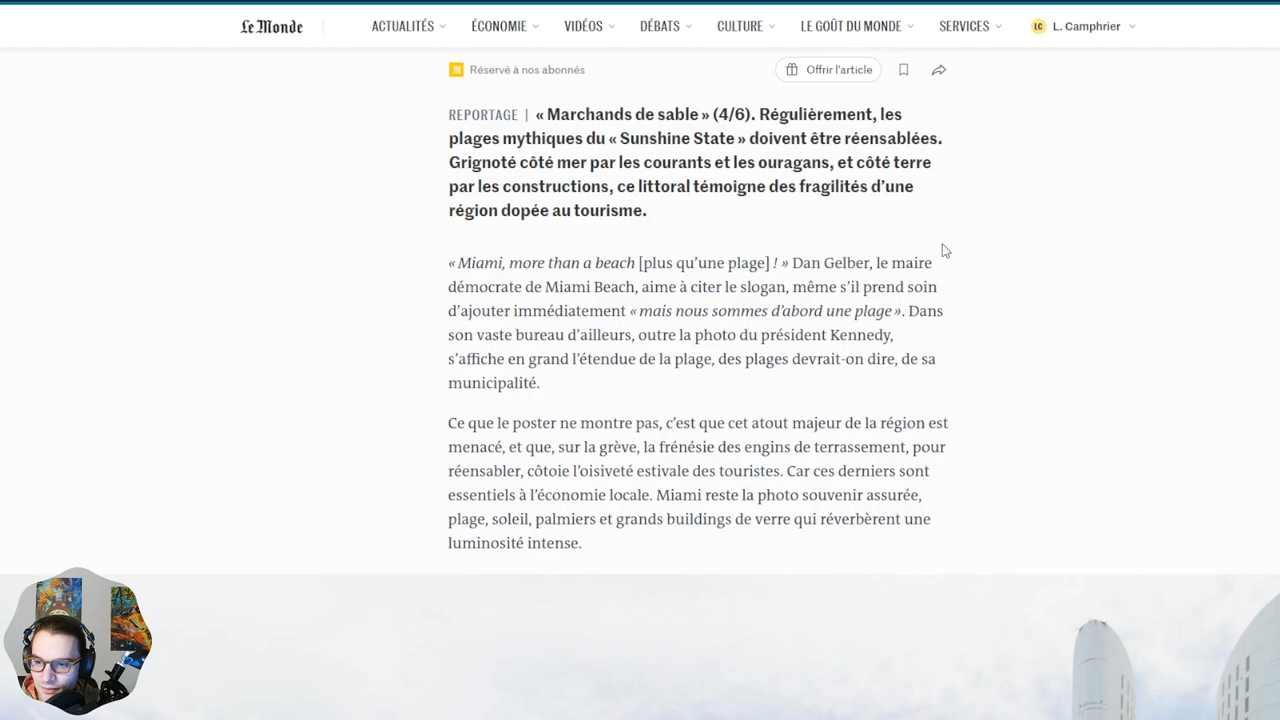 Le Monde
ACTUALITÉS ÉCONOMIE VIDÉOS DÉBATS CULTURE LE GOÛT DU MONDE SERVICES LC L. Camphrier
M Réservé à nos abonnés Offrir l'article
REPORTAGE | « Marchands de sable » (4/6). Régulièrement, les
plages mythiques du « Sunshine State » doivent être réensablées.
Grignoté côté mer par les courants et les ouragans, et côté terre
par les constructions, ce littoral témoigne des fragilités d’une
région dopée au tourisme.
« Miami, more than a beach [plus qu’une plage] ! » Dan Gelber, le maire
démocrate de Miami Beach, aime à citer le slogan, même s’il prend soin
d’ajouter immédiatement « mais nous sommes d’abord une plage ». Dans
son vaste bureau d’ailleurs, outre la photo du président Kennedy,
s’affiche en grand l’étendue de la plage, des plages devrait-on dire, de sa
municipalité.
Ce que le poster ne montre pas, c’est que cet atout majeur de la région est
menacé, et que, sur la grève, la frénésie des engins de terrassement, pour
réensabler, côtoie l’oisiveté estivale des touristes. Car ces derniers sont
essentiels à l’économie locale. Miami reste la photo souvenir assurée,
plage, soleil, palmiers et grands buildings de verre qui réverbèrent une
luminosité intense.